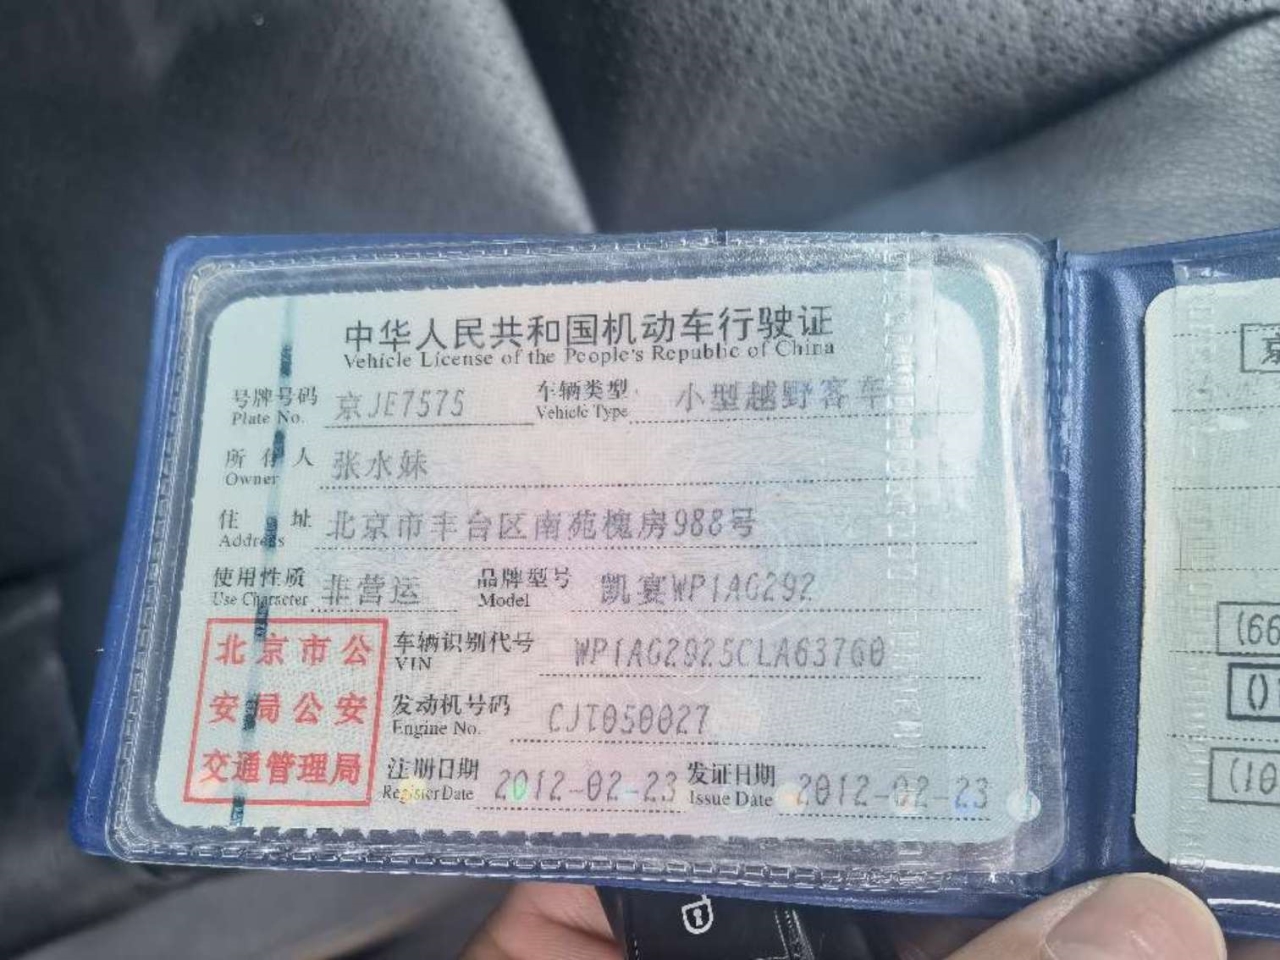 中华人民共和国机动车行驶证
Vehicle License of the People's Republic of China
号牌号码 京JE7575 车辆类型 小型越野客车
Plate No. Vehicle Type
所有人 张水妹
Owner
住址 北京市丰台区南苑槐房988号
Address
使用性质 非营运 品牌型号 凯宴WP1AG292
Use Character Model
北京市公
安局公安
交通管理局
车辆识别代号 WP1AG2925CLA63760
VIN
发动机号码 CJT050027
Engine No.
注册日期 2012-02-23 发证日期 2012-02-23
Register Date Issue Date
京
(66
01
(10